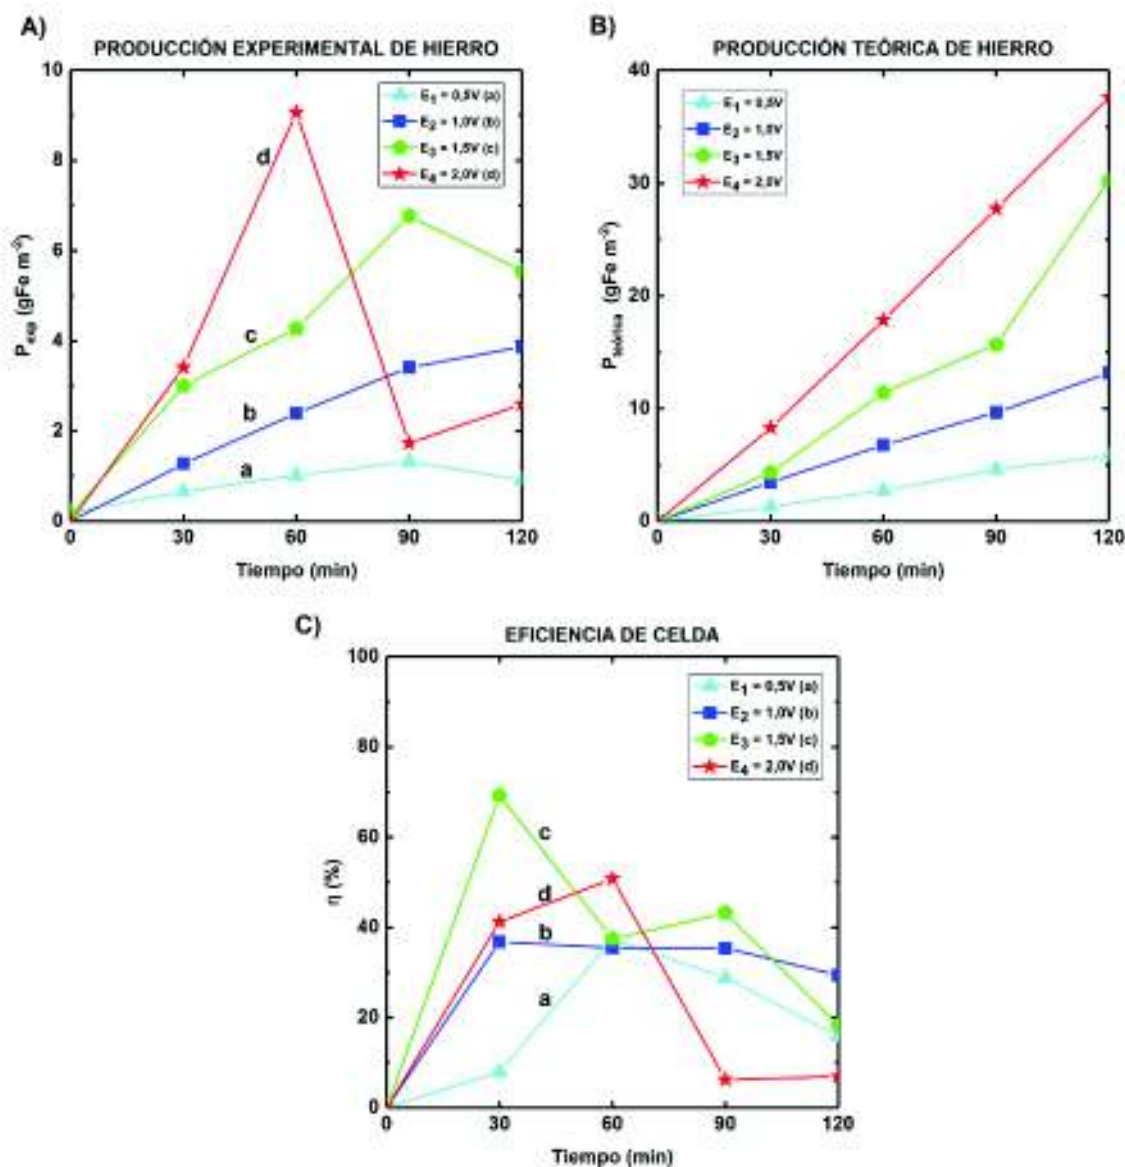 A)
PRODUCCIÓN EXPERIMENTAL DE HIERRO
10
8
6
4
2
0
P exp (gFe m⁻²)
E₁ = 0,5V (a)
E₂ = 1,0V (b)
E₃ = 1,5V (c)
E₄ = 2,0V (d)
d
c
b
a
0 30 60 90 120
Tiempo (min)
B)
PRODUCCIÓN TEÓRICA DE HIERRO
40
30
20
10
0
P teórica (gFe m⁻²)
E₁ = 0,5V
E₂ = 1,0V
E₃ = 1,5V
E₄ = 2,0V
0 30 60 90 120
Tiempo (min)
C)
EFICIENCIA DE CELDA
100
80
60
40
20
0
η (%)
E₁ = 0,5V (a)
E₂ = 1,0V (b)
E₃ = 1,5V (c)
E₄ = 2,0V (d)
c
d
b
a
0 30 60 90 120
Tiempo (min)